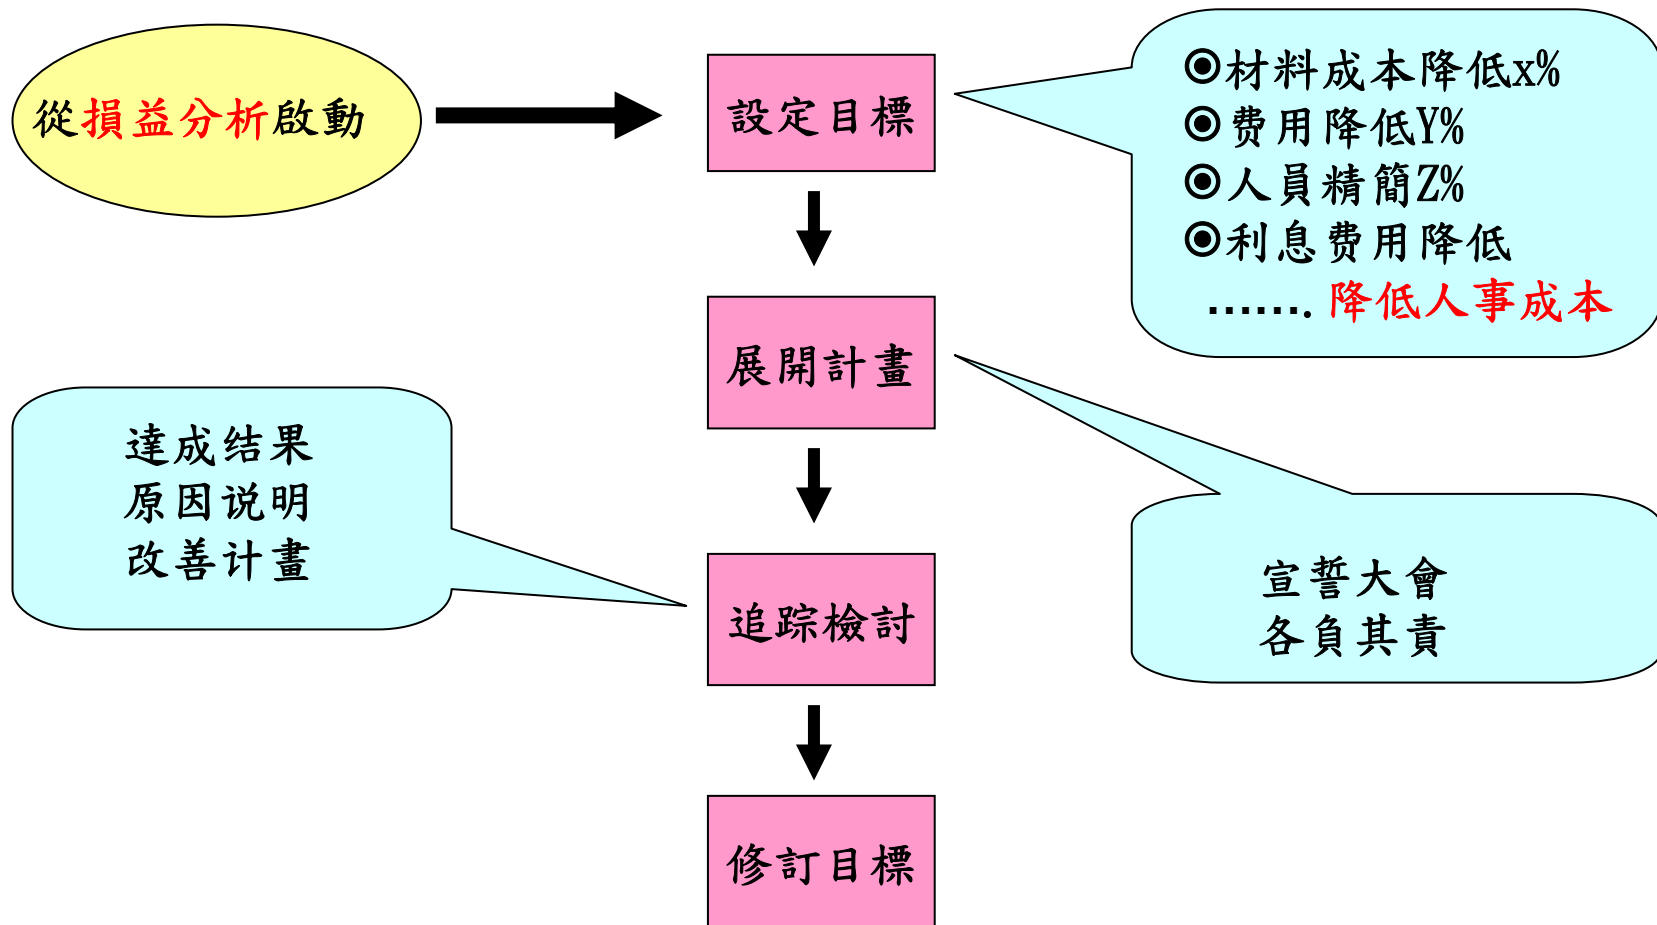 從損益分析啟動
設定目標
◉材料成本降低x%
◉费用降低Y%
◉人員精簡Z%
◉利息费用降低
....... 降低人事成本
展開計畫
達成结果
原因说明
改善计畫
宣誓大會
各負其責
追踪檢討
修訂目標